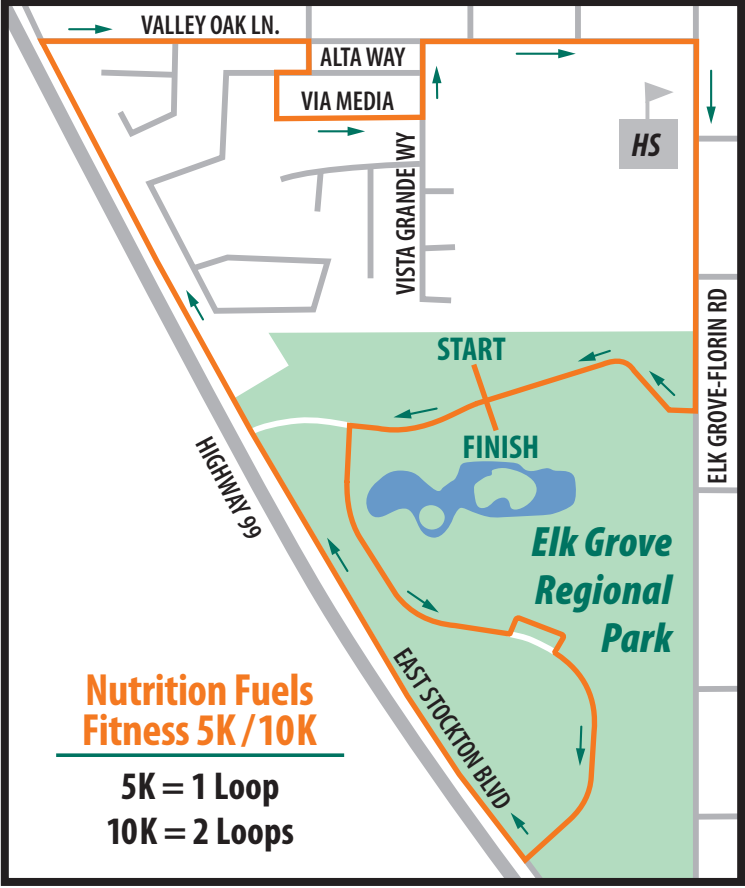 VALLEY OAK LN.
ALTA WAY
VIA MEDIA
HS
VISTA GRANDE WY
ELK GROVE-FLORIN RD
START
FINISH
HIGHWAY 99
Elk Grove
Regional
Park
EAST STOCKTON BLVD
Nutrition Fuels
Fitness 5K / 10K
5K = 1 Loop
10K = 2 Loops